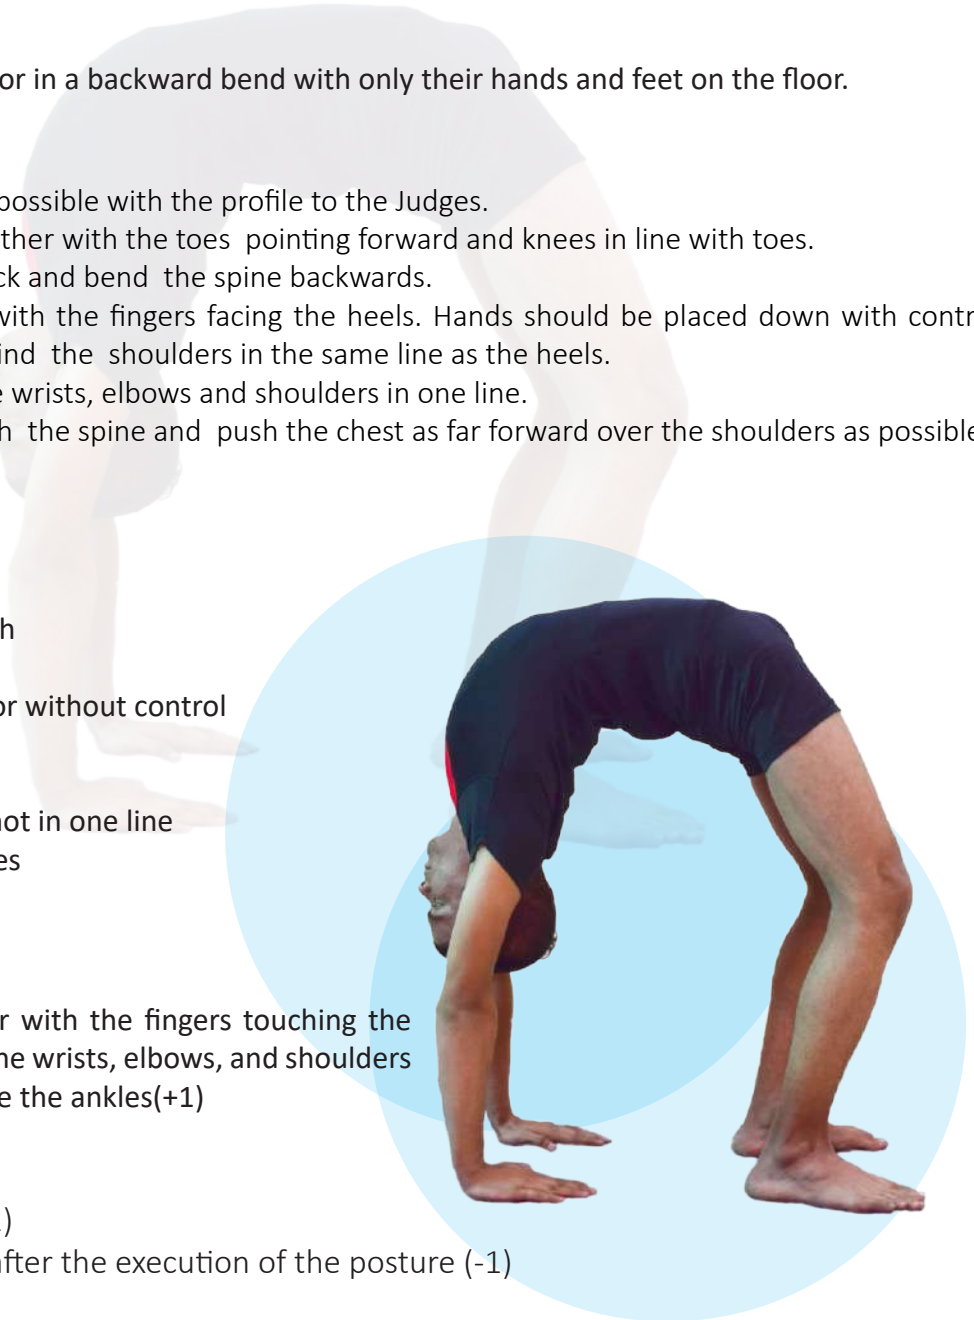 or in a backward bend with only their hands and feet on the floor.
possible with the profile to the Judges.
ther with the toes pointing forward and knees in line with toes.
ck and bend the spine backwards.
with the fingers facing the heels. Hands should be placed down with contr
ind the shoulders in the same line as the heels.
e wrists, elbows and shoulders in one line.
h the spine and push the chest as far forward over the shoulders as possible
h
or without control
not in one line
es
r with the fingers touching the
he wrists, elbows, and shoulders
e the ankles(+1)
)
after the execution of the posture (-1)